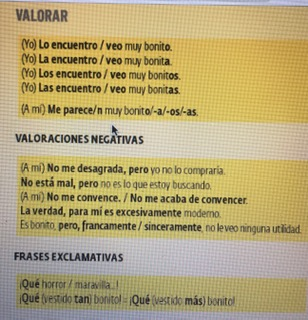 VALORAR
(Yo) Lo encuentro / veo muy bonito.
(Yo) La encuentro / veo muy bonita.
(Yo) Los encuentro / veo muy bonitos.
(Yo) Las encuentro / veo muy bonitas.
(A mí) Me parece/n muy bonito/-a/-os/-as.
VALORACIONES NEGATIVAS
(A mí) No me desagrada, pero yo no lo compraría.
No está mal, pero no es lo que estoy buscando.
(A mí) No me convence. / No me acaba de convencer.
La verdad, para mí es excesivamente moderno.
Es bonito, pero, francamente / sinceramente, no le veo ninguna utilidad.
FRASES EXCLAMATIVAS
¡Qué horror / maravilla...!
¡Qué (vestido tan) bonito! = ¡Qué (vestido más) bonito!